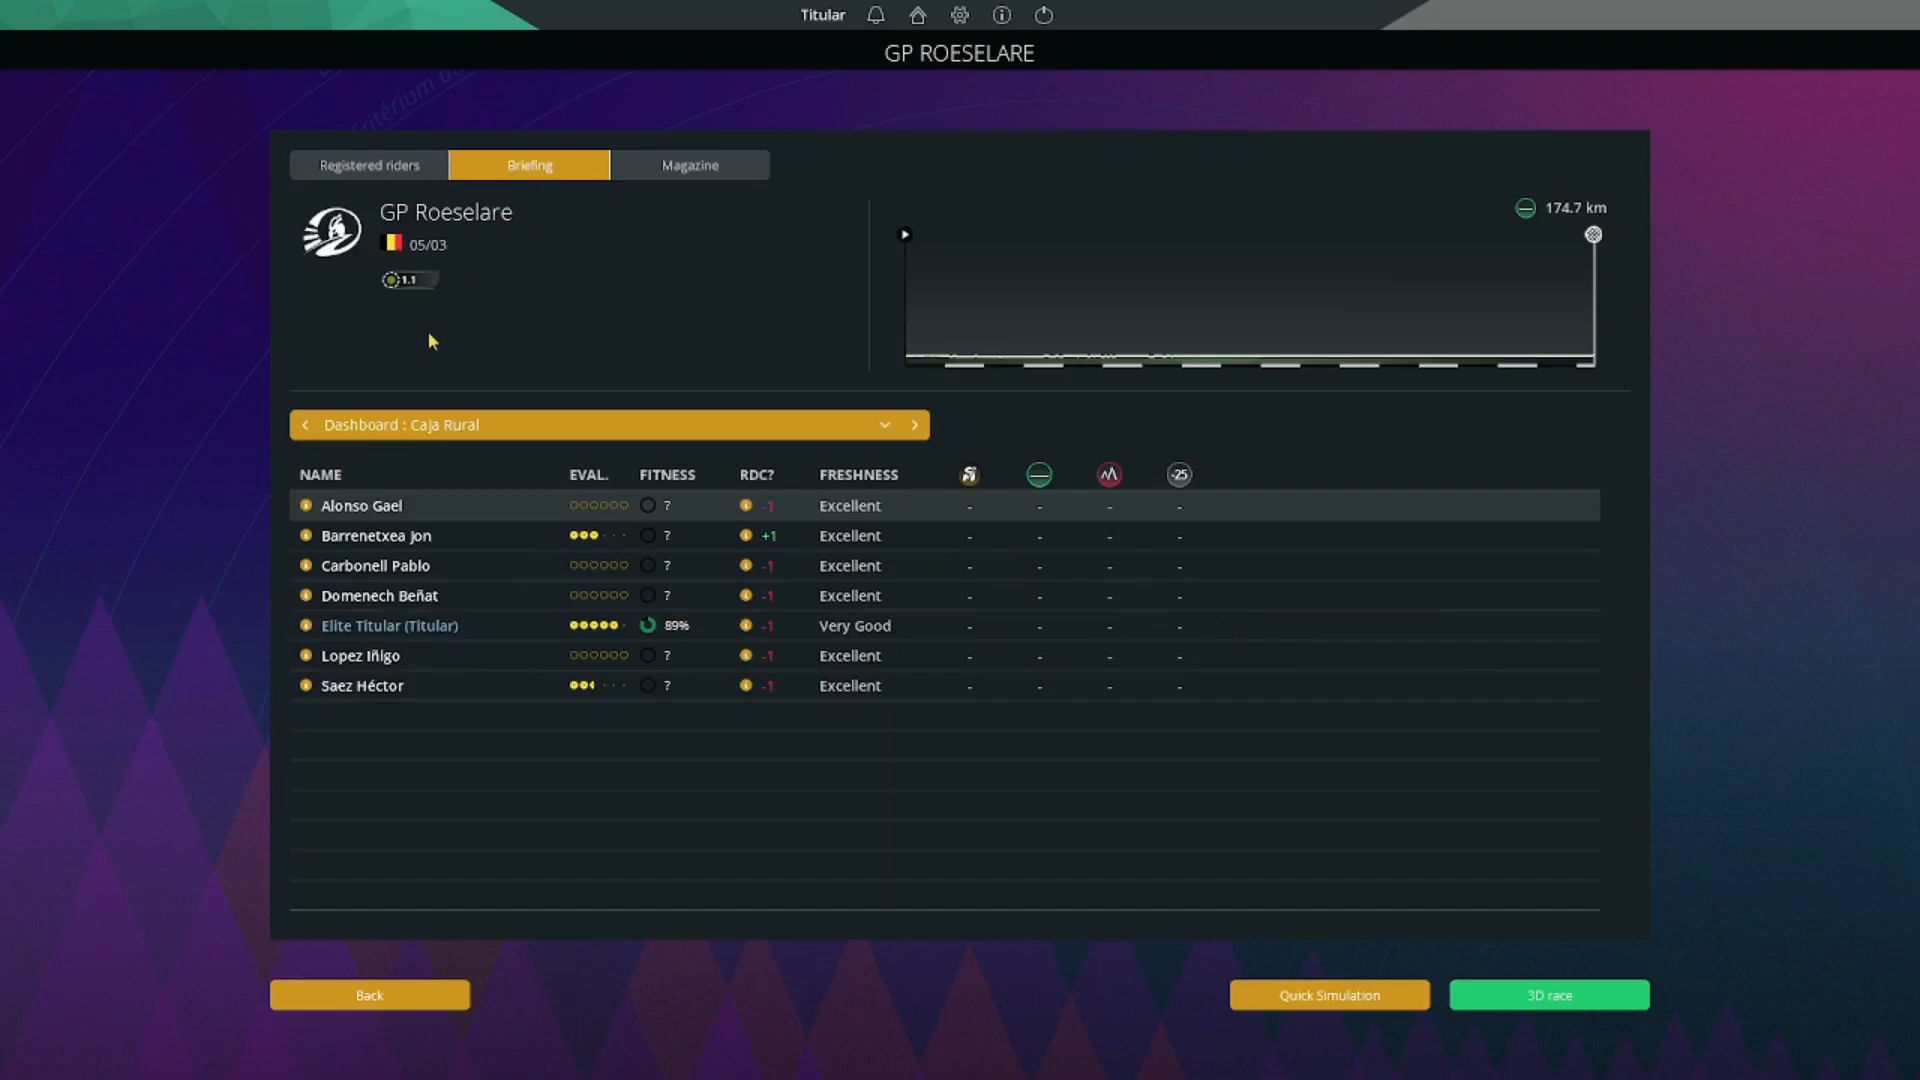 Titular
GP ROESELARE
Critérium d
Registered riders Briefing Magazine
GP Roeselare
174.7 km
05/03
1.1
Dashboard : Caja Rural
NAME EVAL. FITNESS RDC? FRESHNESS -25
Alonso Gael ? -1 Excellent - - - -
Barrenetxea Jon ? +1 Excellent - - - -
Carbonell Pablo ? -1 Excellent - - - -
Domenech Beñat ? -1 Excellent - - - -
Elite Titular (Titular) 89% -1 Very Good - - - -
Lopez Iñigo ? -1 Excellent - - - -
Saez Héctor ? -1 Excellent - - - -
Back Quick Simulation 3D race